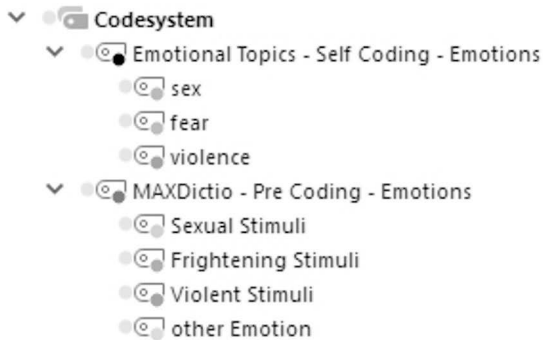 Codesystem
Emotional Topics - Self Coding - Emotions
sex
fear
violence
MAXDictio - Pre Coding - Emotions
Sexual Stimuli
Frightening Stimuli
Violent Stimuli
other Emotion